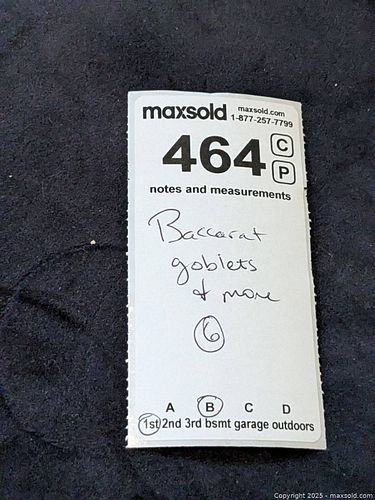 maxsold maxsold.com
1-877-257-7799
464 C
P
notes and measurements
Baccarat
goblets
& more
6
A B C D
1st 2nd 3rd bsmt garage outdoors
Copyright 2025 - maxsold.com